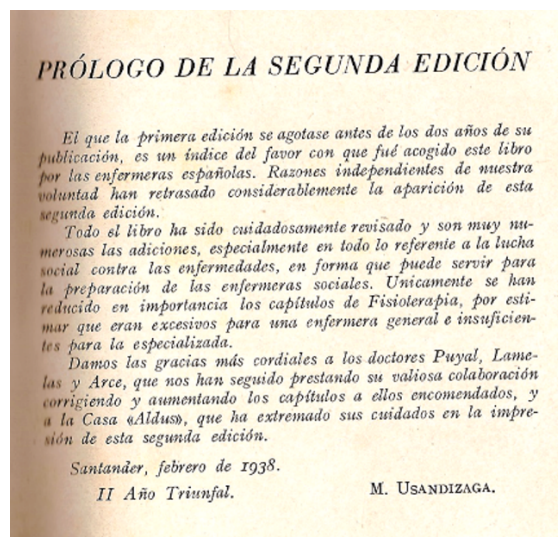 PRÓLOGO DE LA SEGUNDA EDICIÓN
El que la primera edición se agotase antes de los dos años de su
publicación, es un índice del favor con que fué acogido este libro
por las enfermeras españolas. Razones independientes de nuestra
voluntad han retrasado considerablemente la aparición de esta
segunda edición.
Todo el libro ha sido cuidadosamente revisado y son muy nu-
merosas las adiciones, especialmente en todo lo referente a la lucha
social contra las enfermedades, en forma que puede servir para
la preparación de las enfermeras sociales. Unicamente se han
reducido en importancia los capítulos de Fisioterapia, por esti-
mar que eran excesivos para una enfermera general e insuficien-
tes para la especializada.
Damos las gracias más cordiales a los doctores Puyal, Lame-
las y Arce, que nos han seguido prestando su valiosa colaboración
corrigiendo y aumentando los capítulos a ellos encomendados, y
a la Casa «Aldus», que ha extremado sus cuidados en la impre-
sión de esta segunda edición.
Santander, febrero de 1938.
II Año Triunfal.
M. USANDIZAGA.